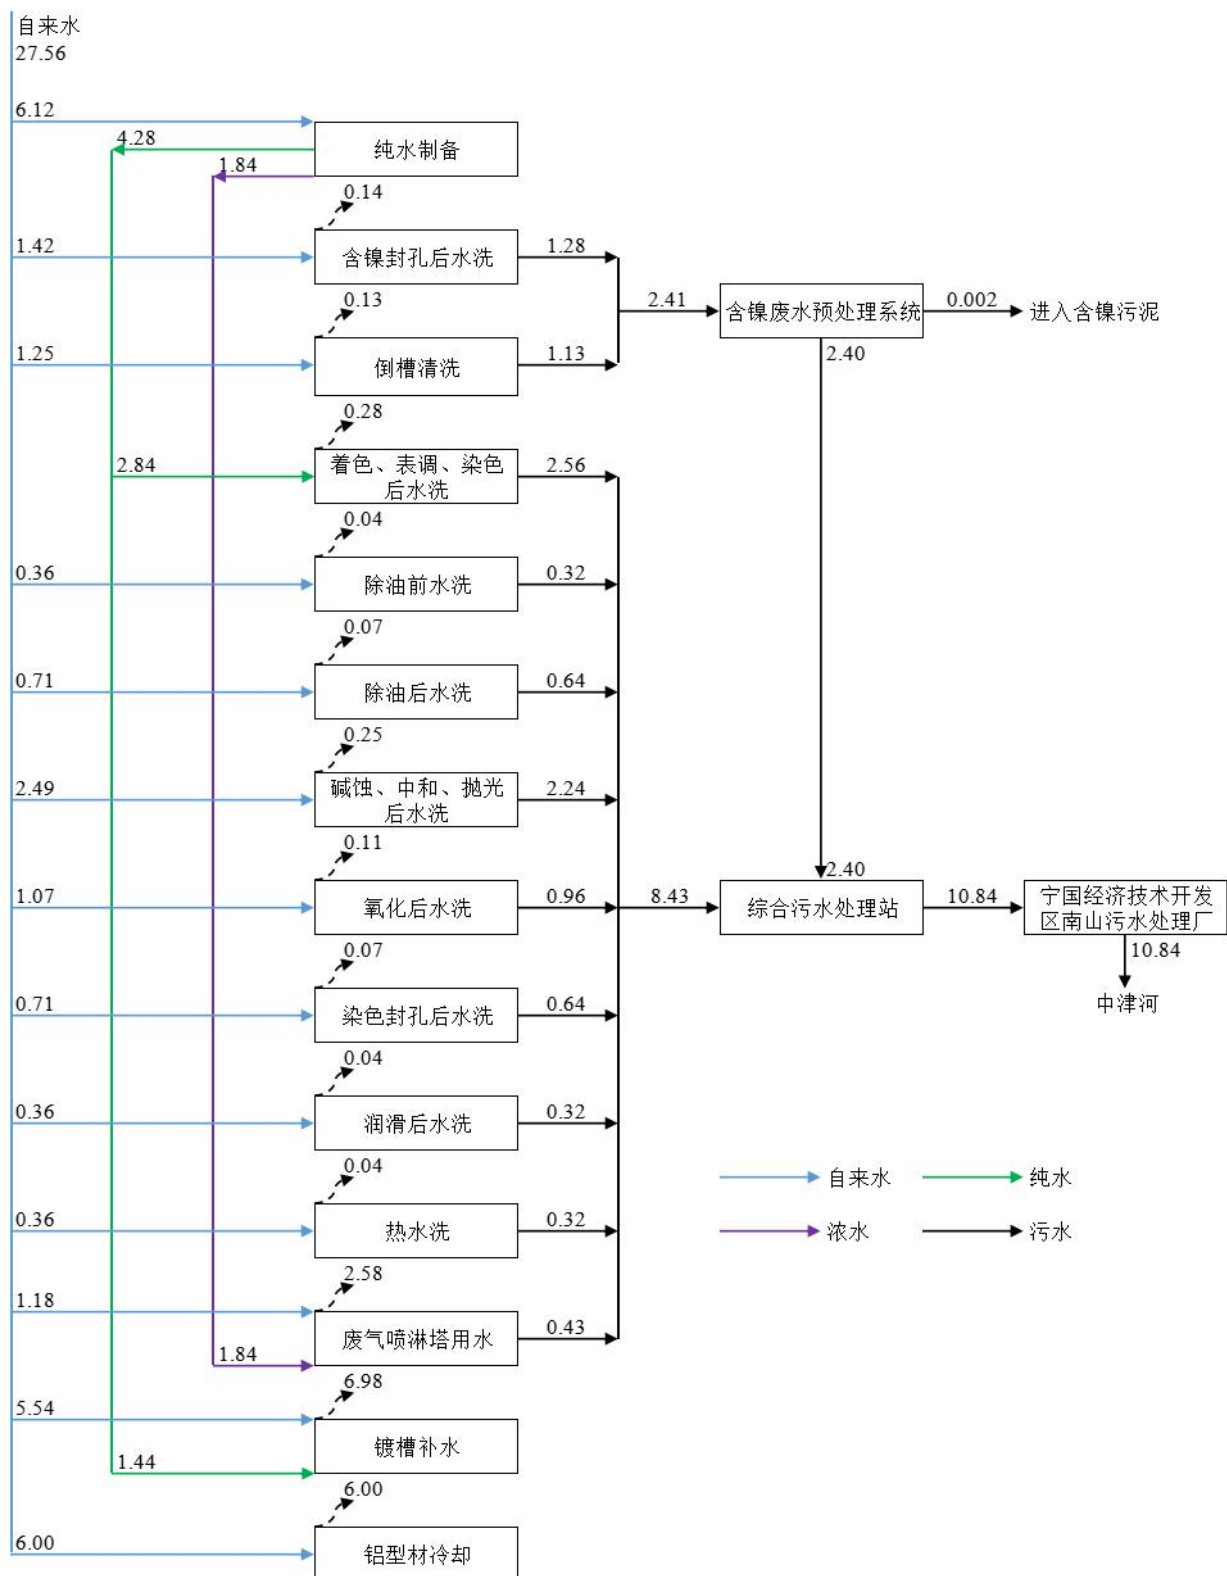 自来水
27.56
6.12
4.28
纯水制备
1.84
0.14
1.42
含镍封孔后水洗
1.28
0.13
2.41
含镍废水预处理系统
0.002
进入含镍污泥
1.25
倒槽清洗
1.13
2.40
0.28
2.84
着色、表调、染色
后水洗
2.56
0.04
0.36
除油前水洗
0.32
0.07
0.71
除油后水洗
0.64
0.25
2.49
碱蚀、中和、抛光
后水洗
2.24
0.11
2.40
1.07
氧化后水洗
0.96
8.43
综合污水处理站
10.84
宁国经济技术开发
区南山污水处理厂
10.84
中津河
0.07
0.71
染色封孔后水洗
0.64
0.04
0.36
润滑后水洗
0.32
0.04
自来水
纯水
0.36
热水洗
0.32
浓水
污水
2.58
1.18
废气喷淋塔用水
0.43
1.84
6.98
5.54
镀槽补水
1.44
6.00
6.00
铝型材冷却